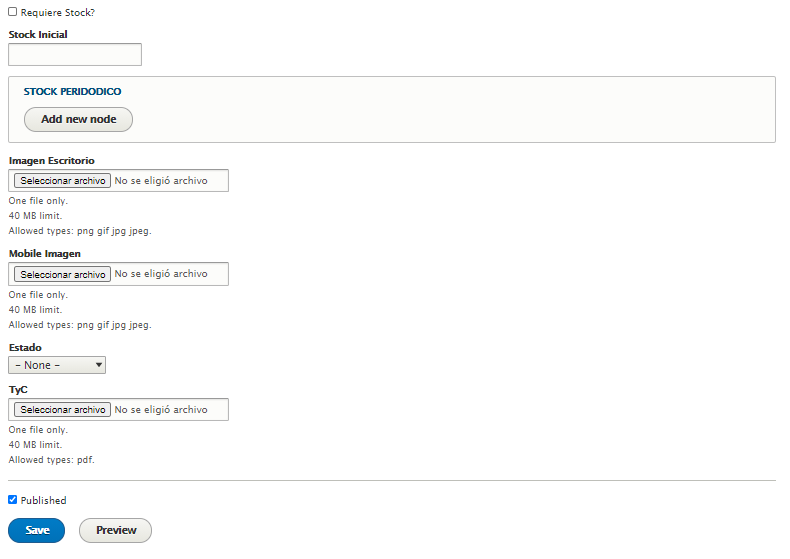 Requiere Stock?
Stock Inicial
STOCK PERIDODICO
Add new node
Imagen Escritorio
Seleccionar archivo No se eligió archivo
One file only.
40 MB limit.
Allowed types: png gif jpg jpeg.
Mobile Imagen
Seleccionar archivo No se eligió archivo
One file only.
40 MB limit.
Allowed types: png gif jpg jpeg.
Estado
- None -
TyC
Seleccionar archivo No se eligió archivo
One file only.
40 MB limit.
Allowed types: pdf.
Published
Save Preview